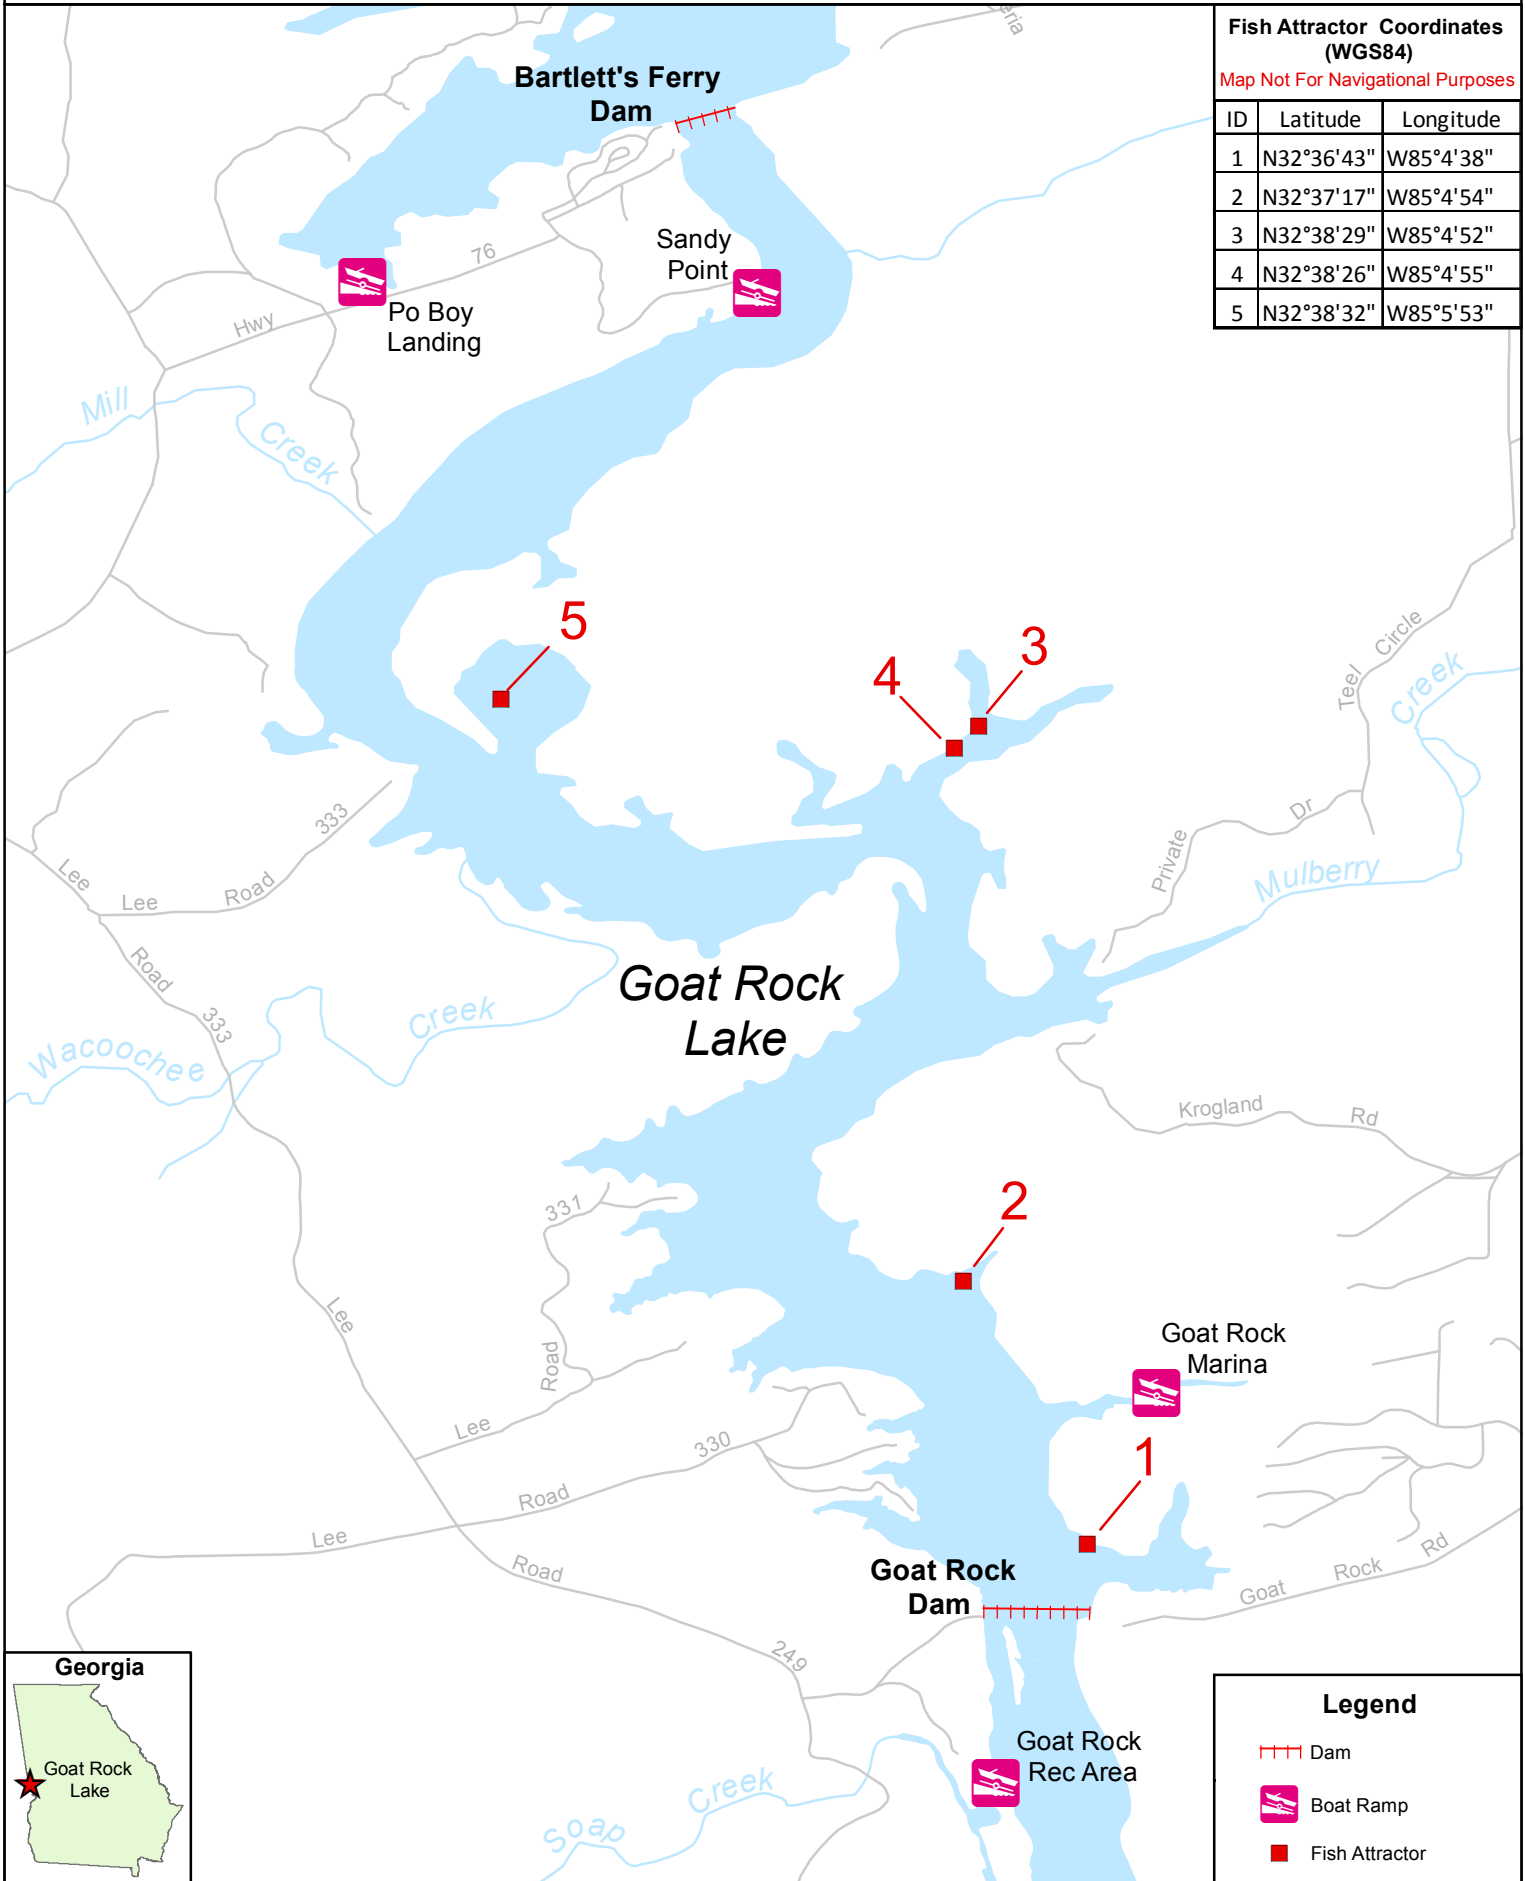 Fish Attractor Coordinates
(WGS84)
Map Not For Navigational Purposes
ID Latitude Longitude
1 N32°36'43" W85°4'38"
2 N32°37'17" W85°4'54"
3 N32°38'29" W85°4'52"
4 N32°38'26" W85°4'55"
5 N32°38'32" W85°5'53"
Bartlett's Ferry
Dam
Sandy
Point
76
Hwy
Po Boy
Landing
Mill
Creek
5
3
4
Teel Circle
Creek
Mulberry
Private
Dr
333
Lee
Lee
Road
Road
333
Goat Rock
Lake
Creek
Wacoochee
Krogland
Rd
331
2
Lee
Road
Goat Rock
Marina
Lee
330
Road
Lee
1
Road
Goat Rock
Dam
Goat
Rock
Rd
249
Georgia
Goat Rock
Lake
Goat Rock
Rec Area
Creek
Soap
Legend
Dam
Boat Ramp
Fish Attractor